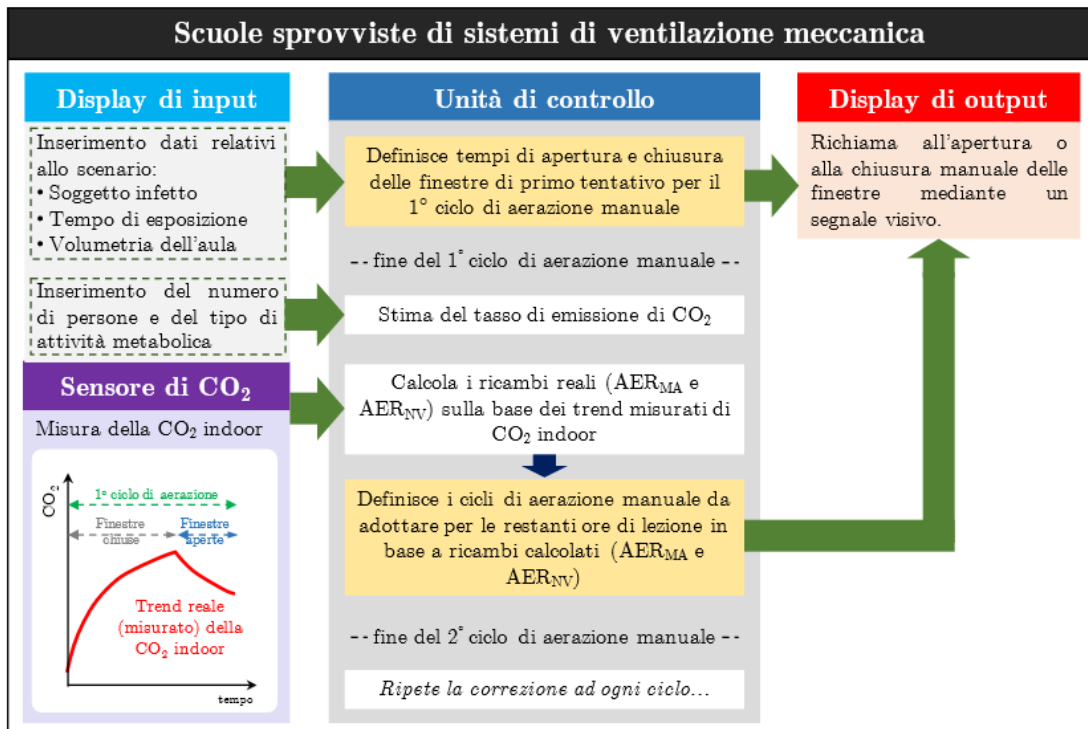 Scuole sprovviste di sistemi di ventilazione meccanica
Display di input
Inserimento dati relativi
allo scenario:
• Soggetto infetto
• Tempo di esposizione
• Volumetria dell'aula
Inserimento del numero
di persone e del tipo di
attività metabolica
Sensore di CO₂
Misura della CO₂ indoor
CO₂
1° ciclo di aerazione
Finestre
chiuse
Finestre
aperte
Trend reale
(misurato) della
CO₂ indoor
tempo
Unità di controllo
Definisce tempi di apertura e chiusura
delle finestre di primo tentativo per il
1° ciclo di aerazione manuale
-- fine del 1° ciclo di aerazione manuale --
Stima del tasso di emissione di CO₂
Calcola i ricambi reali (AER_MA e
AER_NV) sulla base dei trend misurati di
CO₂ indoor
Definisce i cicli di aerazione manuale da
adottare per le restanti ore di lezione in
base a ricambi calcolati (AER_MA e
AER_NV)
-- fine del 2° ciclo di aerazione manuale --
Ripete la correzione ad ogni ciclo...
Display di output
Richiama all'apertura o
alla chiusura manuale delle
finestre mediante un
segnale visivo.